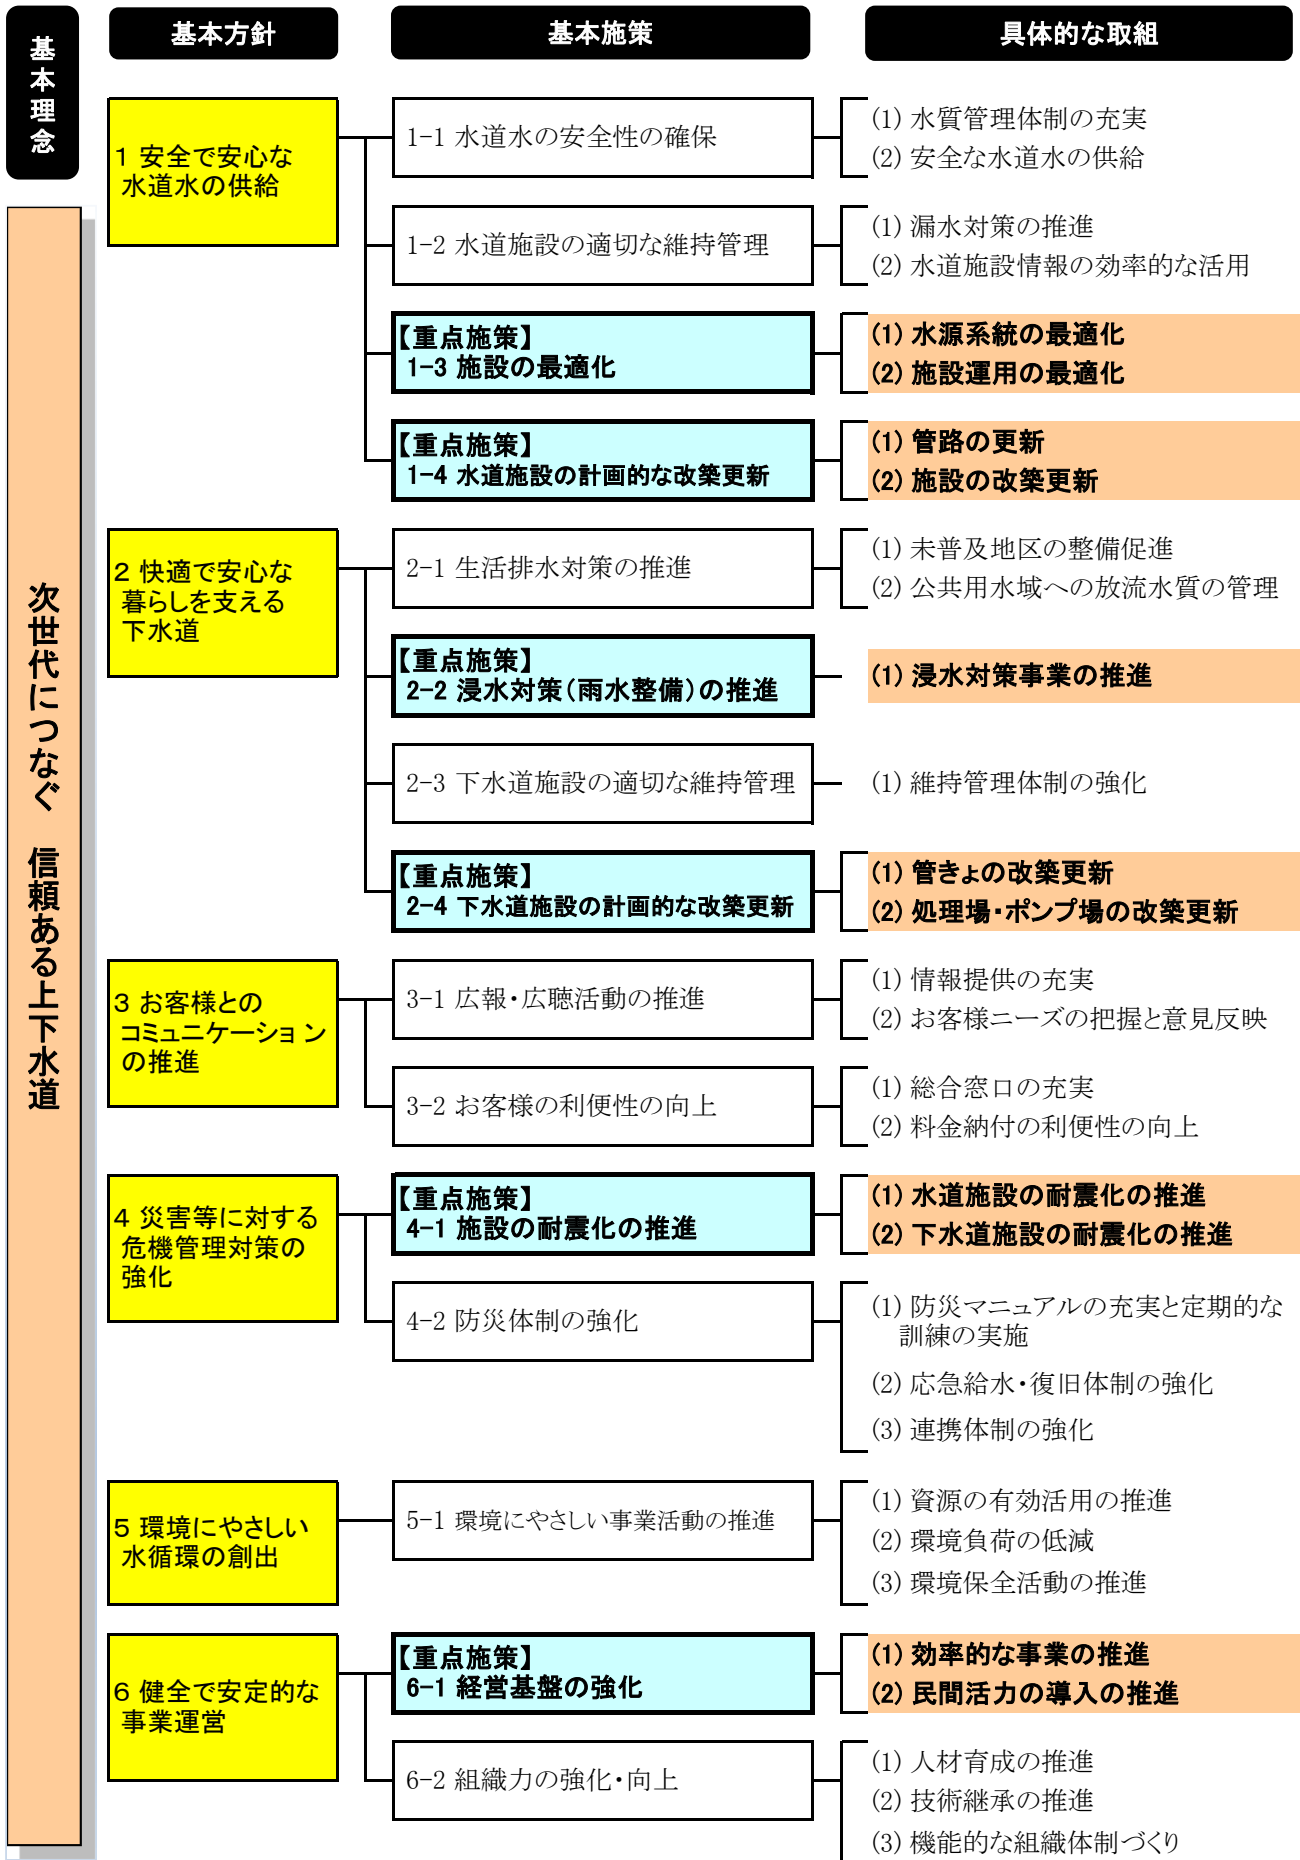 基本理念
基本方針
基本施策
具体的な取組
次世代につなぐ 信頼ある上下水道
1 安全で安心な
水道水の供給
1-1 水道水の安全性の確保
(1) 水質管理体制の充実
(2) 安全な水道水の供給
1-2 水道施設の適切な維持管理
(1) 漏水対策の推進
(2) 水道施設情報の効率的な活用
【重点施策】
1-3 施設の最適化
(1) 水源系統の最適化
(2) 施設運用の最適化
【重点施策】
1-4 水道施設の計画的な改築更新
(1) 管路の更新
(2) 施設の改築更新
2 快適で安心な
暮らしを支える
下水道
2-1 生活排水対策の推進
(1) 未普及地区の整備促進
(2) 公共用水域への放流水質の管理
【重点施策】
2-2 浸水対策(雨水整備)の推進
(1) 浸水対策事業の推進
2-3 下水道施設の適切な維持管理
(1) 維持管理体制の強化
【重点施策】
2-4 下水道施設の計画的な改築更新
(1) 管きょの改築更新
(2) 処理場・ポンプ場の改築更新
3 お客様との
コミュニケーション
の推進
3-1 広報・広聴活動の推進
(1) 情報提供の充実
(2) お客様ニーズの把握と意見反映
3-2 お客様の利便性の向上
(1) 総合窓口の充実
(2) 料金納付の利便性の向上
4 災害等に対する
危機管理対策の
強化
【重点施策】
4-1 施設の耐震化の推進
(1) 水道施設の耐震化の推進
(2) 下水道施設の耐震化の推進
4-2 防災体制の強化
(1) 防災マニュアルの充実と定期的な
訓練の実施
(2) 応急給水・復旧体制の強化
(3) 連携体制の強化
5 環境にやさしい
水循環の創出
5-1 環境にやさしい事業活動の推進
(1) 資源の有効活用の推進
(2) 環境負荷の低減
(3) 環境保全活動の推進
6 健全で安定的な
事業運営
【重点施策】
6-1 経営基盤の強化
(1) 効率的な事業の推進
(2) 民間活力の導入の推進
6-2 組織力の強化・向上
(1) 人材育成の推進
(2) 技術継承の推進
(3) 機能的な組織体制づくり